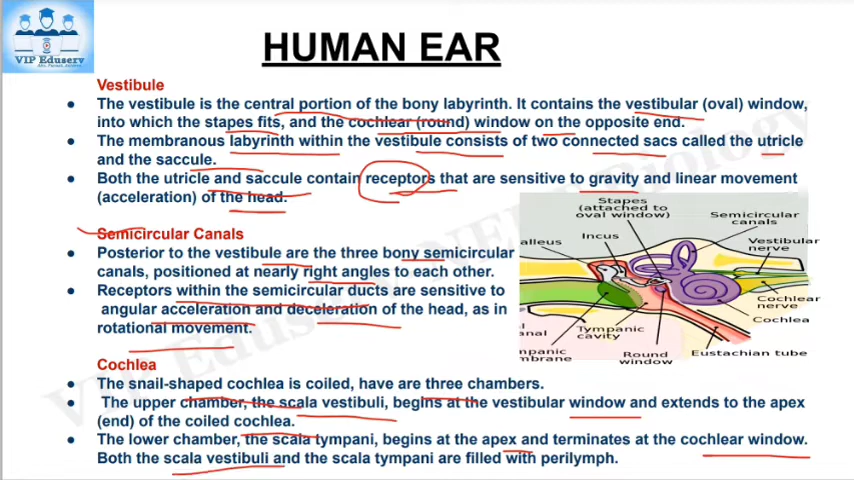 VIP Eduserv
HUMAN EAR
Vestibule
● The vestibule is the central portion of the bony labyrinth. It contains the vestibular (oval) window,
into which the stapes fits, and the cochlear (round) window on the opposite end.
● The membranous labyrinth within the vestibule consists of two connected sacs called the utricle
and the saccule.
● Both the utricle and saccule contain receptors that are sensitive to gravity and linear movement
(acceleration) of the head.
Semicircular Canals
● Posterior to the vestibule are the three bony semicircular
canals, positioned at nearly right angles to each other.
● Receptors within the semicircular ducts are sensitive to
angular acceleration and deceleration of the head, as in
rotational movement.
Stapes
(attached to
oval window)
Semicircular
canals
alleus
Incus
Vestibular
nerve
Cochlear
nerve
Cochlea
Tympanic
cavity
Round
window
Eustachian tube
anal
mpanic
mbrane
Cochlea
● The snail-shaped cochlea is coiled, have are three chambers.
● The upper chamber, the scala vestibuli, begins at the vestibular window and extends to the apex
(end) of the coiled cochlea.
● The lower chamber, the scala tympani, begins at the apex and terminates at the cochlear window.
Both the scala vestibuli and the scala tympani are filled with perilymph.
VIP Eduserv NEET Biology